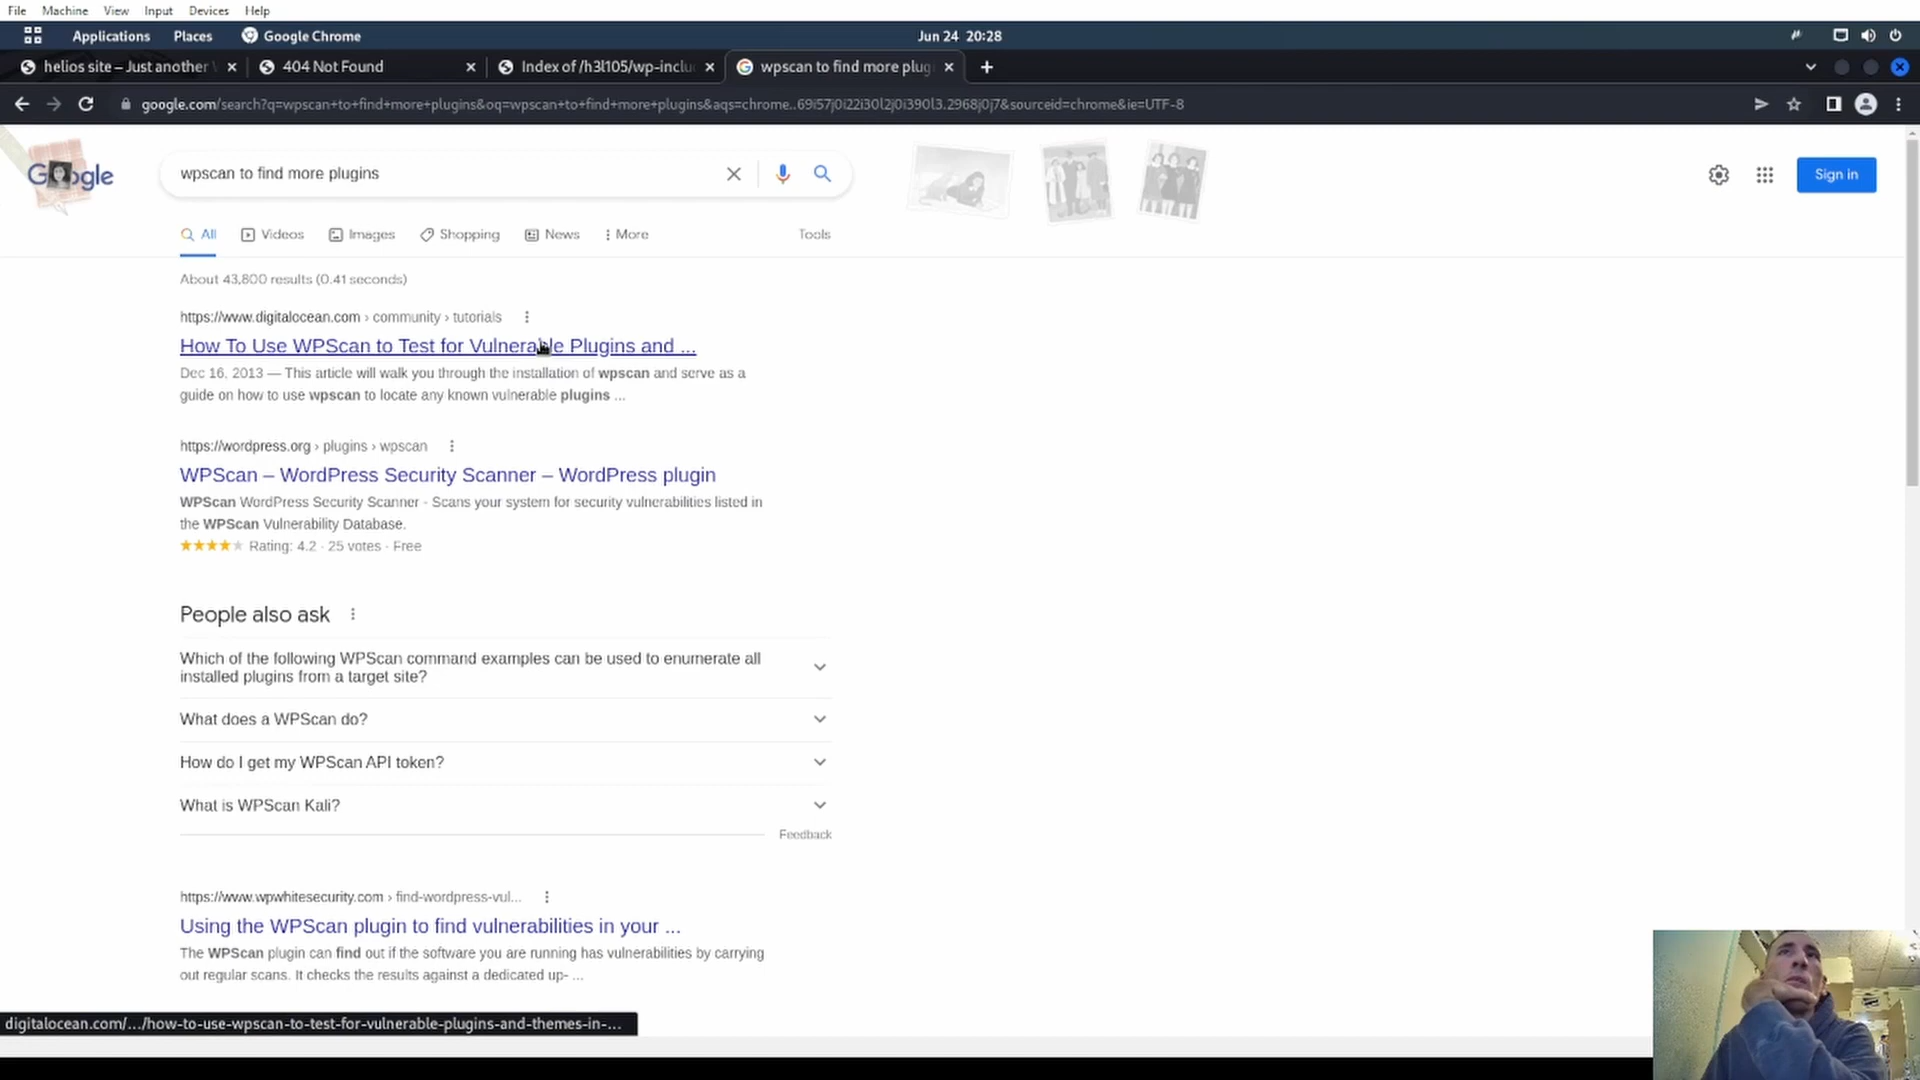 File Machine View Input Devices Help
Applications Places Google Chrome Jun 24 20:28
helios site – Just another 404 Not Found Index of /h3l105/wp-inclu wpscan to find more plug
google.com/search?q=wpscan+to+find+more+plugins&oq=wpscan+to+find+more+plugins&aqs=chrome..69i57j0i22i30l2j0i390l3.2968j0j7&sourceid=chrome&ie=UTF-8
Google
wpscan to find more plugins
Sign in
All Videos Images Shopping News More Tools
About 43,800 results (0.41 seconds)
https://www.digitalocean.com › community › tutorials
How To Use WPScan to Test for Vulnerable Plugins and ...
Dec 16, 2013 — This article will walk you through the installation of wpscan and serve as a
guide on how to use wpscan to locate any known vulnerable plugins ...
https://wordpress.org › plugins › wpscan
WPScan – WordPress Security Scanner – WordPress plugin
WPScan WordPress Security Scanner - Scans your system for security vulnerabilities listed in
the WPScan Vulnerability Database.
Rating: 4.2 · 25 votes · Free
People also ask
Which of the following WPScan command examples can be used to enumerate all
installed plugins from a target site?
What does a WPScan do?
How do I get my WPScan API token?
What is WPScan Kali?
Feedback
https://www.wpwhitesecurity.com › find-wordpress-vul...
Using the WPScan plugin to find vulnerabilities in your ...
The WPScan plugin can find out if the software you are running has vulnerabilities by carrying
out regular scans. It checks the results against a dedicated up- ...
digitalocean.com/.../how-to-use-wpscan-to-test-for-vulnerable-plugins-and-themes-in-...